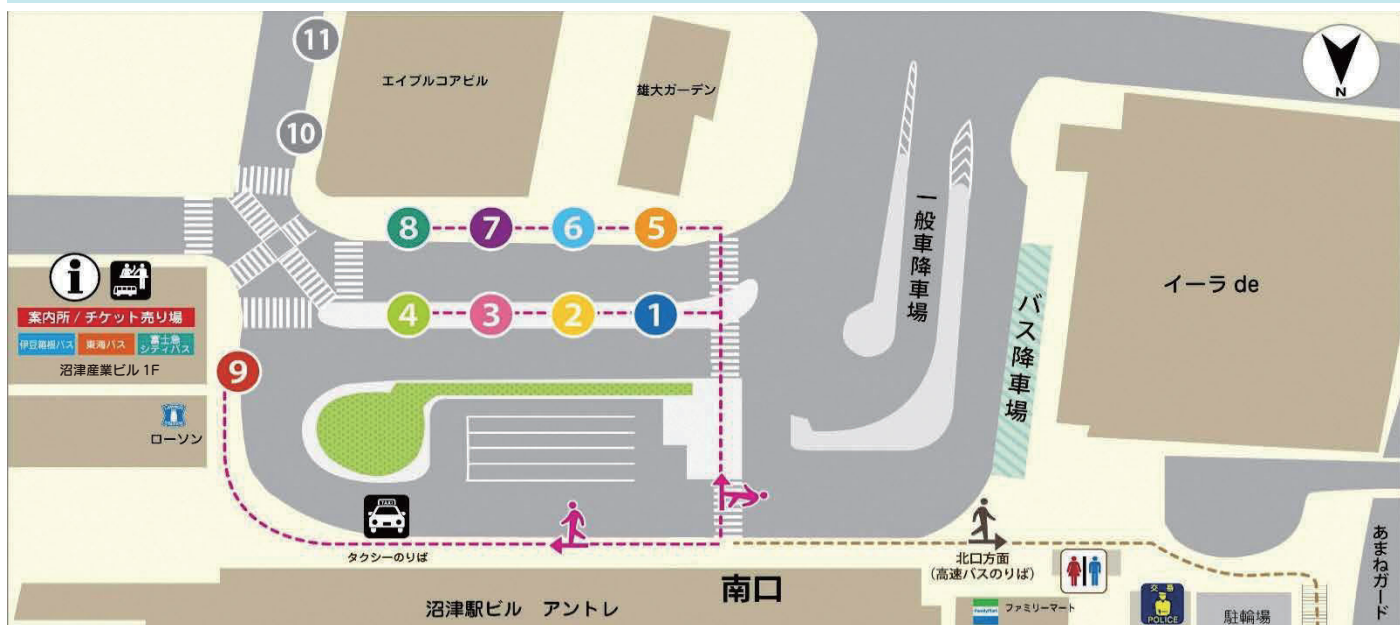 11
エイブルコアビル
雄大ガーデン
N
10
8
7
6
5
一般車降車場
イーラ de
バス降車場
案内所 / チケット売り場
伊豆箱根バス
東海バス
富士急
シティバス
沼津産業ビル 1F
4
3
2
1
9
ローソン
TAXI
タクシーのりば
北口方面
(高速バスのりば)
南口
沼津駅ビル アントレ
FamilyMart
ファミリーマート
交番
POLICE
駐輪場
あまねガード